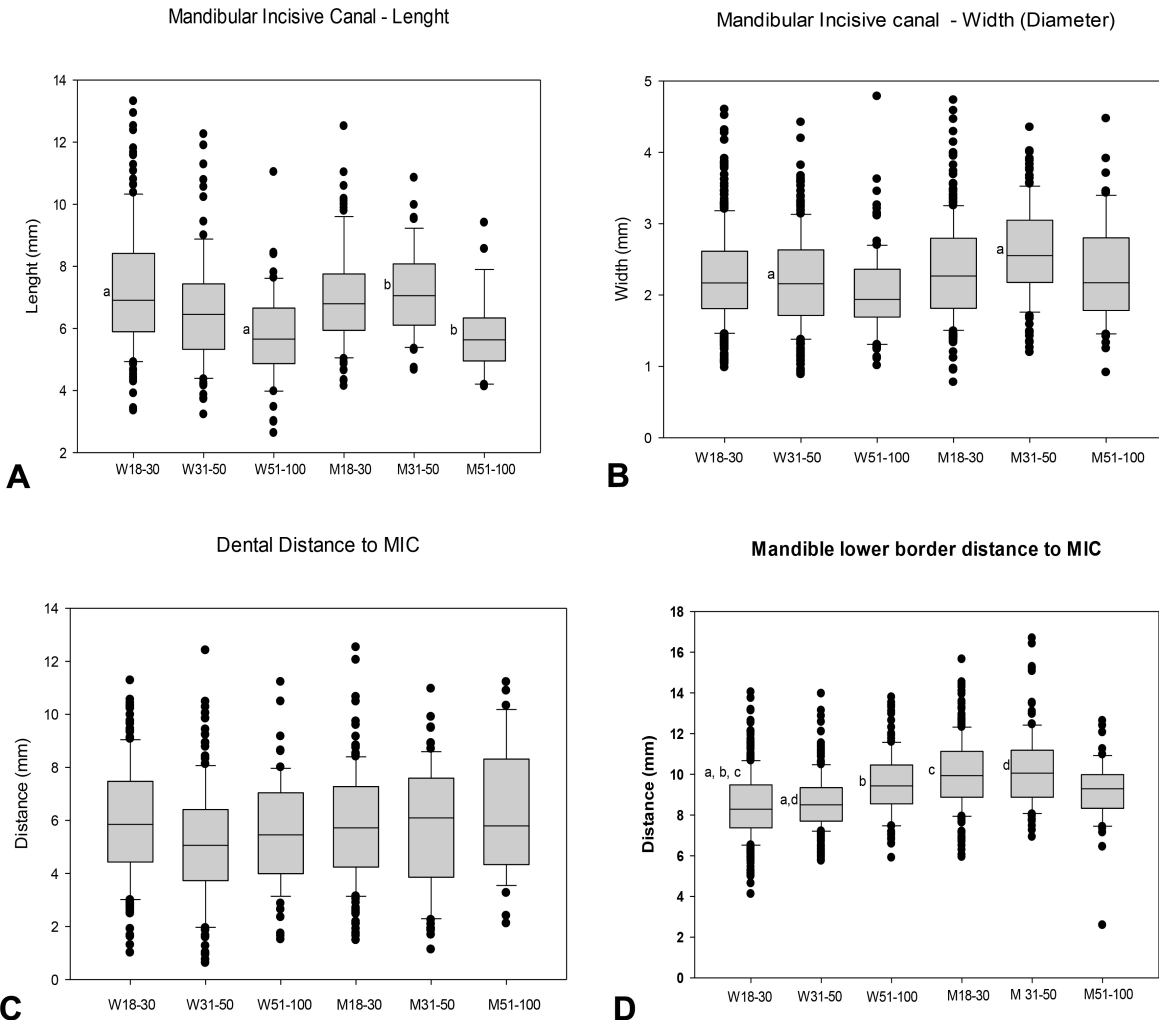 Mandibular Incisive Canal - Lenght
14
12
10
8
6
4
2
Lenght (mm)
a
a
b
b
W18-30 W31-50 W51-100 M18-30 M31-50 M51-100
A
Mandibular Incisive canal - Width (Diameter)
5
4
3
2
1
0
Width (mm)
a
a
W18-30 W31-50 W51-100 M18-30 M31-50 M51-100
B
Dental Distance to MIC
14
12
10
8
6
4
2
0
Distance (mm)
W18-30 W31-50 W51-100 M18-30 M31-50 M51-100
C
Mandible lower border distance to MIC
18
16
14
12
10
8
6
4
2
0
Distance (mm)
a, b, c
a,d
b
c
d
W18-30 W31-50 W51-100 M18-30 M 31-50 M51-100
D